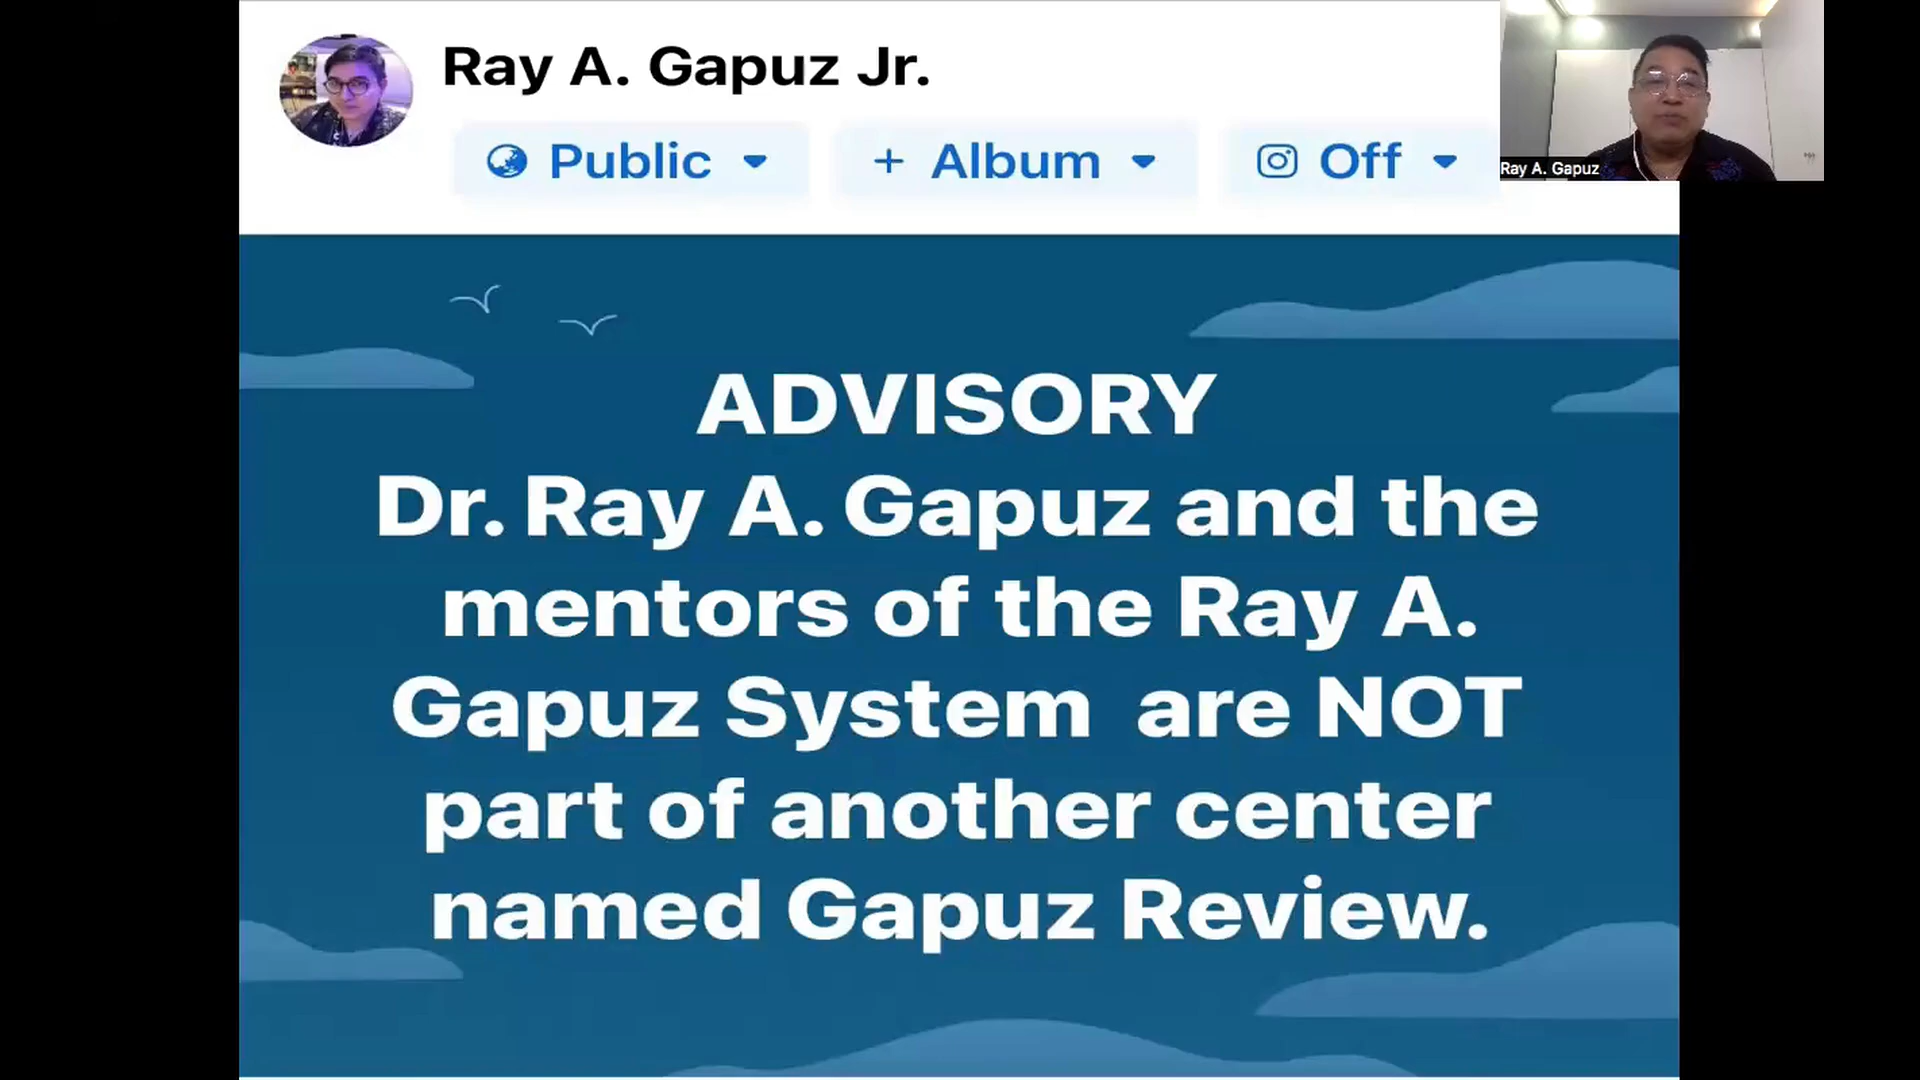 Ray A. Gapuz Jr.
Public
+ Album
Off
Ray A. Gapuz
ADVISORY
Dr. Ray A. Gapuz and the
mentors of the Ray A.
Gapuz System are NOT
part of another center
named Gapuz Review.